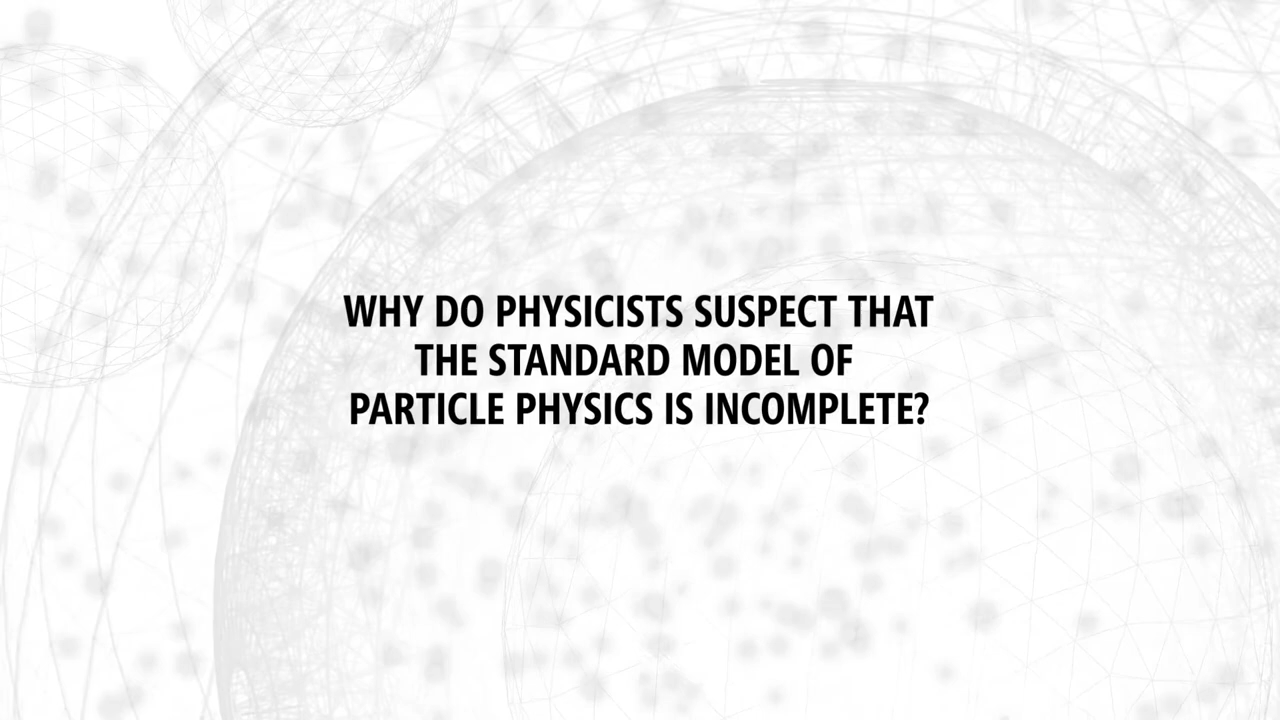 WHY DO PHYSICISTS SUSPECT THAT
THE STANDARD MODEL OF
PARTICLE PHYSICS IS INCOMPLETE?